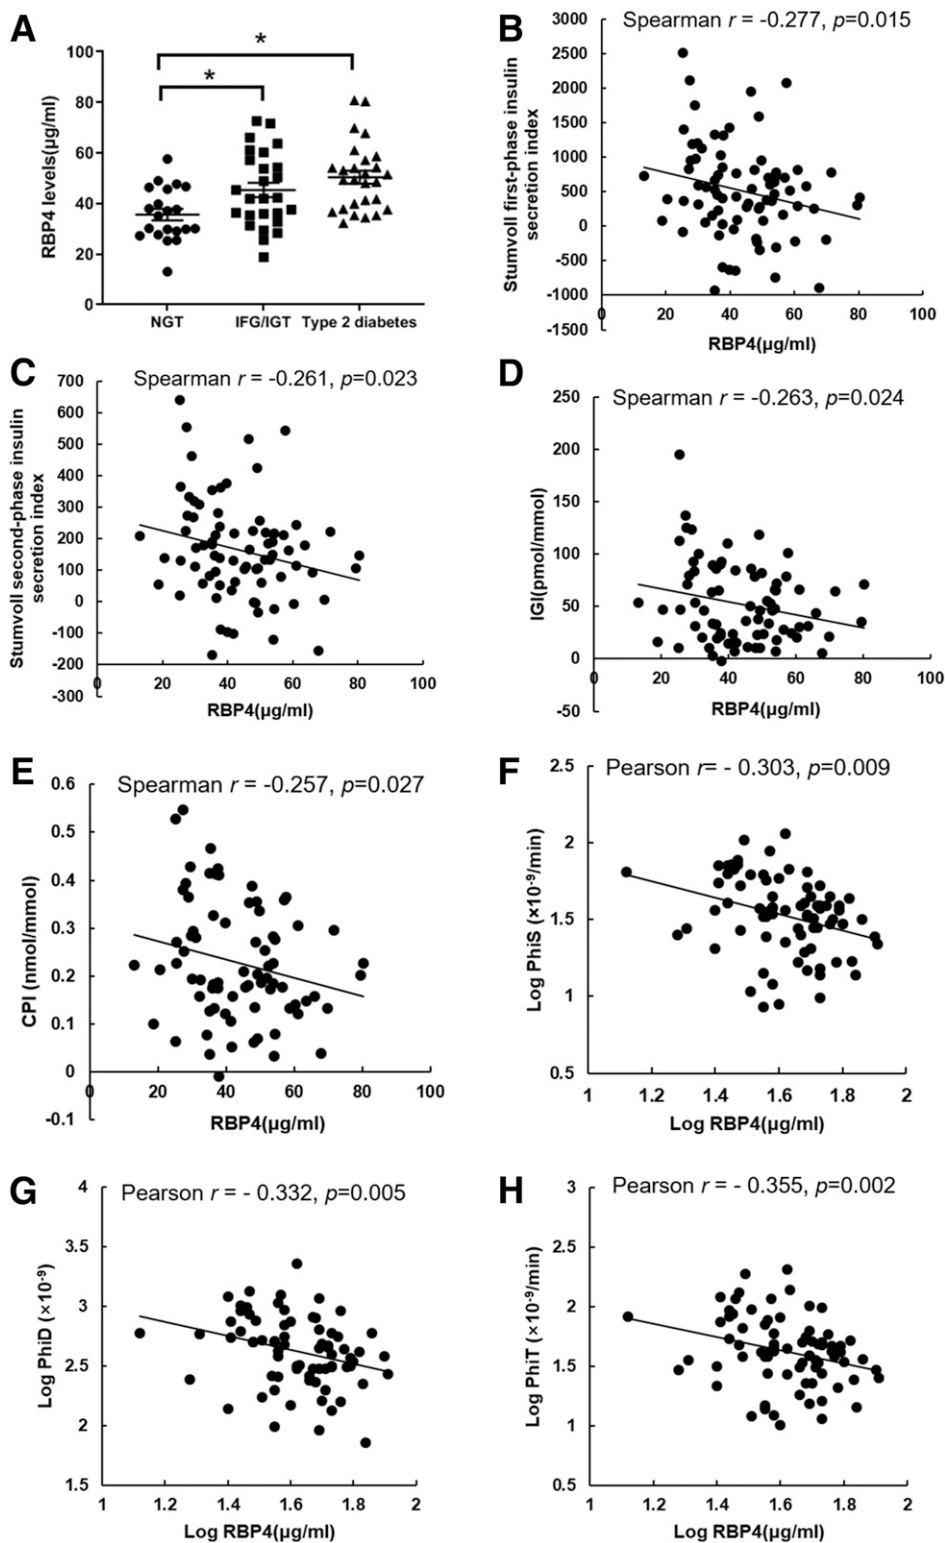 A
*
*
RBP4 levels(µg/ml)
100
80
60
40
20
0
NGT IFG/IGT Type 2 diabetes
B
Spearman r = -0.277, p=0.015
Stumvoll first-phase insulin
secretion index
3000
2500
2000
1500
1000
500
0
-500
-1000
-1500
0 20 40 60 80 100
RBP4(µg/ml)
C
Spearman r = -0.261, p=0.023
Stumvoll second-phase insulin
secretion index
700
600
500
400
300
200
100
0
-100
-200
-300
0 20 40 60 80 100
RBP4(µg/ml)
D
Spearman r = -0.263, p=0.024
IGI(pmol/mmol)
250
200
150
100
50
0
-50
0 20 40 60 80 100
RBP4(µg/ml)
E
Spearman r = -0.257, p=0.027
CPI (nmol/mmol)
0.6
0.5
0.4
0.3
0.2
0.1
0
-0.1
0 20 40 60 80 100
RBP4(µg/ml)
F
Pearson r= - 0.303, p=0.009
Log PhiS (×10⁻⁹/min)
2.5
2
1.5
1
0.5
1 1.2 1.4 1.6 1.8 2
Log RBP4(µg/ml)
G
Pearson r = - 0.332, p=0.005
Log PhiD (×10⁻⁹)
4
3.5
3
2.5
2
1.5
1 1.2 1.4 1.6 1.8 2
Log RBP4(µg/ml)
H
Pearson r = - 0.355, p=0.002
Log PhiT (×10⁻⁹/min)
3
2.5
2
1.5
1
0.5
1 1.2 1.4 1.6 1.8 2
Log RBP4(µg/ml)